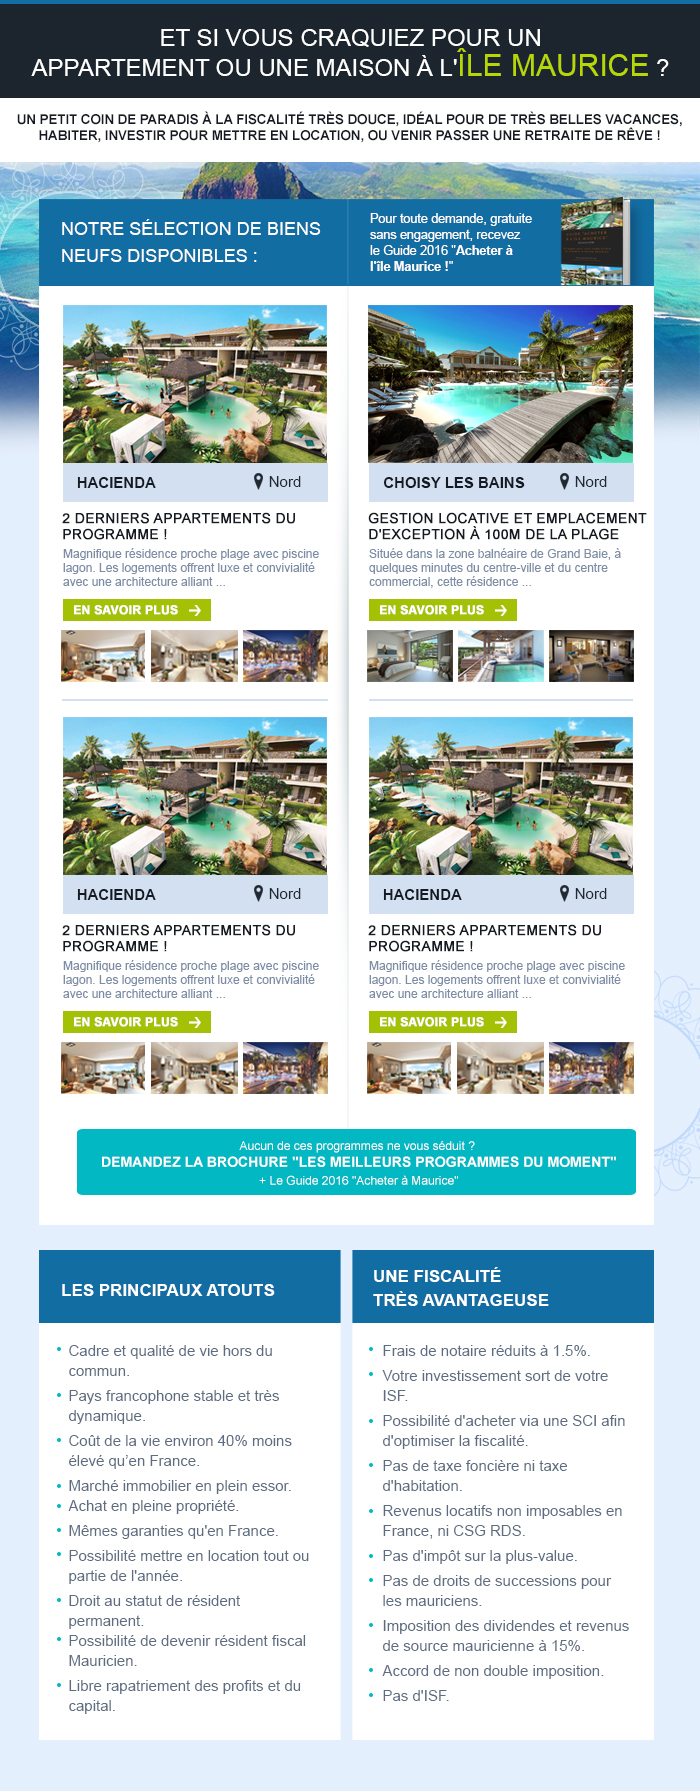 ET SI VOUS CRAQUIEZ POUR UN
APPARTEMENT OU UNE MAISON À L'ÎLE MAURICE ?
UN PETIT COIN DE PARADIS À LA FISCALITÉ TRÈS DOUCE, IDÉAL POUR DE TRÈS BELLES VACANCES,
HABITER, INVESTIR POUR METTRE EN LOCATION, OU VENIR PASSER UNE RETRAITE DE RÊVE !
NOTRE SÉLECTION DE BIENS
NEUFS DISPONIBLES :
Pour toute demande, gratuite
sans engagement, recevez
le Guide 2016 "Acheter à
l'île Maurice !"
HACIENDA
Nord
2 DERNIERS APPARTEMENTS DU
PROGRAMME !
Magnifique résidence proche plage avec piscine
lagon. Les logements offrent luxe et convivialité
avec une architecture alliant ...
EN SAVOIR PLUS
CHOISY LES BAINS
Nord
GESTION LOCATIVE ET EMPLACEMENT
D'EXCEPTION À 100M DE LA PLAGE
Située dans la zone balnéaire de Grand Baie, à
quelques minutes du centre-ville et du centre
commercial, cette résidence ...
EN SAVOIR PLUS
HACIENDA
Nord
2 DERNIERS APPARTEMENTS DU
PROGRAMME !
Magnifique résidence proche plage avec piscine
lagon. Les logements offrent luxe et convivialité
avec une architecture alliant ...
EN SAVOIR PLUS
HACIENDA
Nord
2 DERNIERS APPARTEMENTS DU
PROGRAMME !
Magnifique résidence proche plage avec piscine
lagon. Les logements offrent luxe et convivialité
avec une architecture alliant ...
EN SAVOIR PLUS
Aucun de ces programmes ne vous séduit ?
DEMANDEZ LA BROCHURE "LES MEILLEURS PROGRAMMES DU MOMENT"
+ Le Guide 2016 "Acheter à Maurice"
LES PRINCIPAUX ATOUTS
• Cadre et qualité de vie hors du
commun.
• Pays francophone stable et très
dynamique.
• Coût de la vie environ 40% moins
élevé qu'en France.
• Marché immobilier en plein essor.
• Achat en pleine propriété.
• Mêmes garanties qu'en France.
• Possibilité mettre en location tout ou
partie de l'année.
• Droit au statut de résident
permanent.
• Possibilité de devenir résident fiscal
Mauricien.
• Libre rapatriement des profits et du
capital.
UNE FISCALITÉ
TRÈS AVANTAGEUSE
• Frais de notaire réduits à 1.5%.
• Votre investissement sort de votre
ISF.
• Possibilité d'acheter via une SCI afin
d'optimiser la fiscalité.
• Pas de taxe foncière ni taxe
d'habitation.
• Revenus locatifs non imposables en
France, ni CSG RDS.
• Pas d'impôt sur la plus-value.
• Pas de droits de successions pour
les mauriciens.
• Imposition des dividendes et revenus
de source mauricienne à 15%.
• Accord de non double imposition.
• Pas d'ISF.